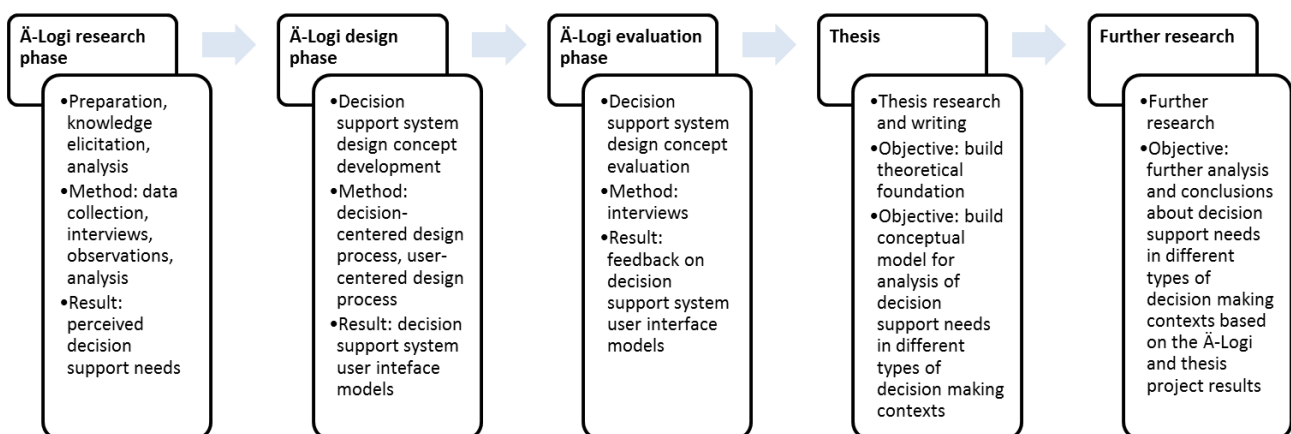 Ä-Logi research
phase
•Preparation,
knowledge
elicitation,
analysis
•Method: data
collection,
interviews,
observations,
analysis
•Result:
perceived
decision
support needs
Ä-Logi design
phase
•Decision
support system
design concept
development
•Method:
decision-
centered design
process, user-
centered design
process
•Result: decision
support system
user inteface
models
Ä-Logi evaluation
phase
•Decision
support system
design concept
evaluation
•Method:
interviews
•Result:
feedback on
decision
support system
user interface
models
Thesis
•Thesis research
and writing
•Objective: build
theoretical
foundation
•Objective: build
conceptual
model for
analysis of
decision
support needs
in different
types of
decision making
contexts
Further research
•Further
research
•Objective:
further analysis
and conclusions
about decision
support needs
in different
types of
decision making
contexts based
on the Ä-Logi
and thesis
project results